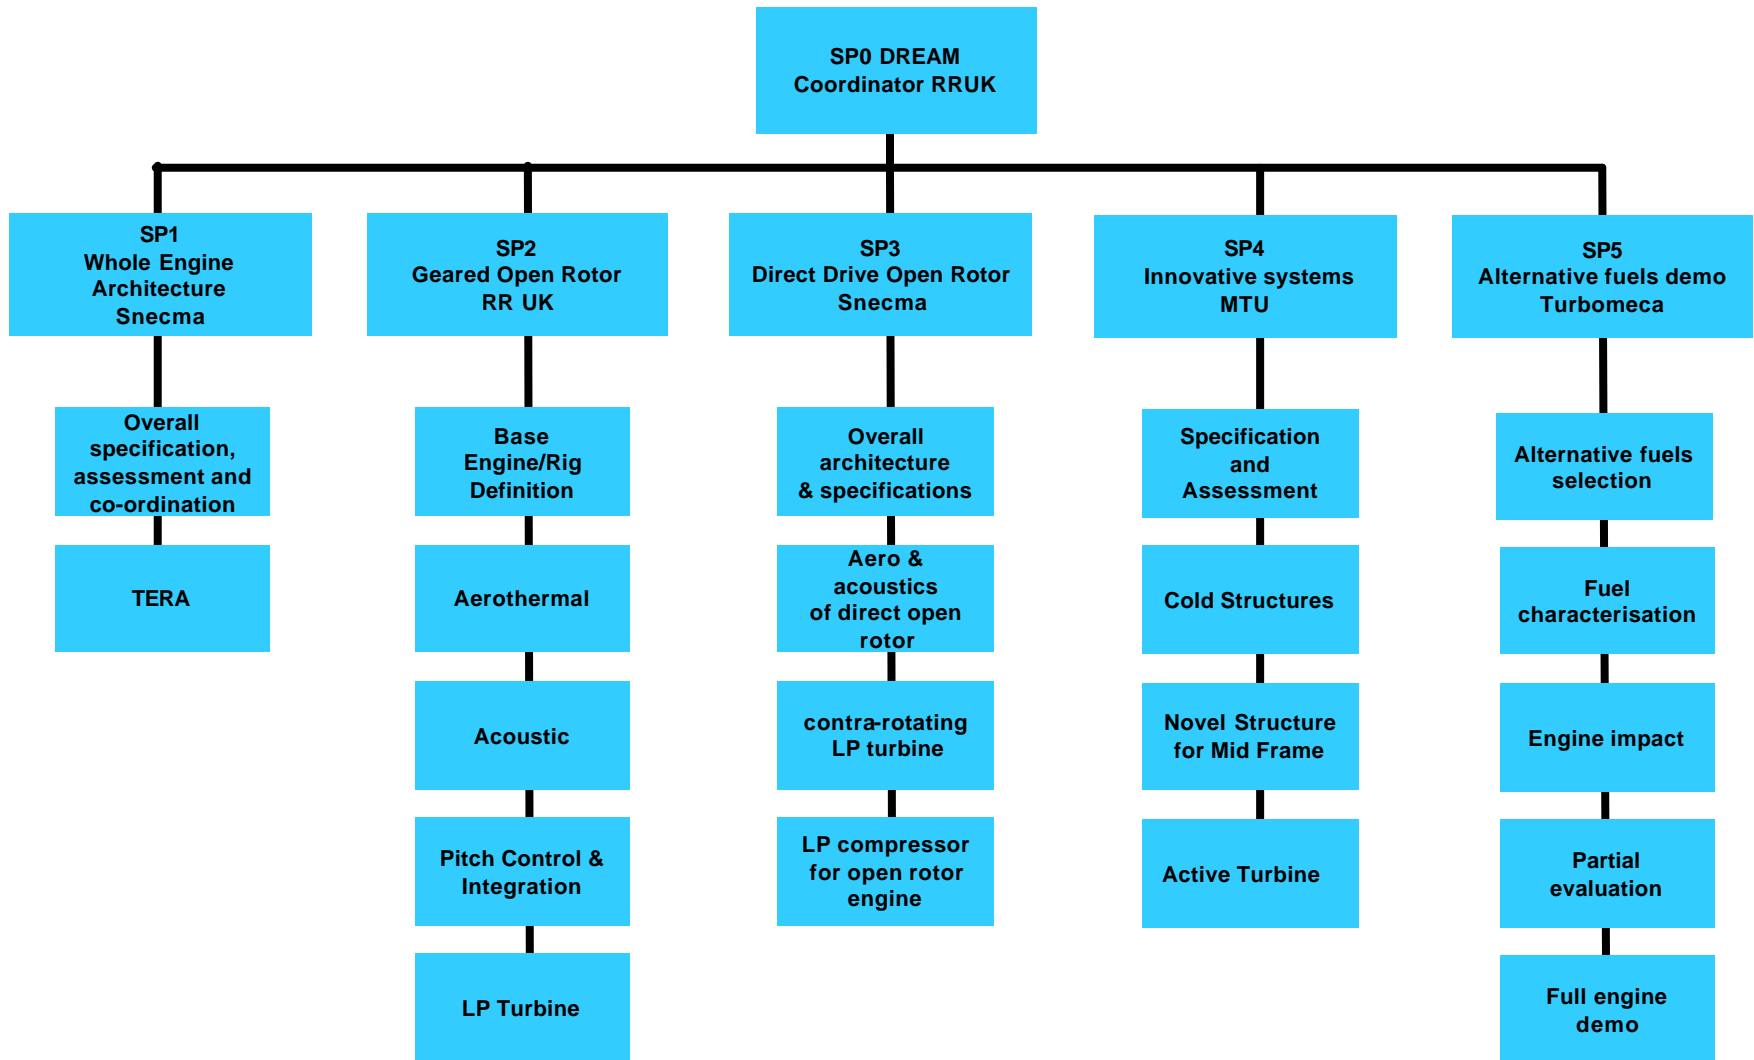 SP0 DREAM
Coordinator RRUK
SP1
Whole Engine
Architecture
Snecma
SP2
Geared Open Rotor
RR UK
SP3
Direct Drive Open Rotor
Snecma
SP4
Innovative systems
MTU
SP5
Alternative fuels demo
Turbomeca
Overall
specification,
assessment and
co-ordination
TERA
Base
Engine/Rig
Definition
Aerothermal
Acoustic
Pitch Control &
Integration
LP Turbine
Overall
architecture
& specifications
Aero &
acoustics
of direct open
rotor
contra-rotating
LP turbine
LP compressor
for open rotor
engine
Specification
and
Assessment
Cold Structures
Novel Structure
for Mid Frame
Active Turbine
Alternative fuels
selection
Fuel
characterisation
Engine impact
Partial
evaluation
Full engine
demo